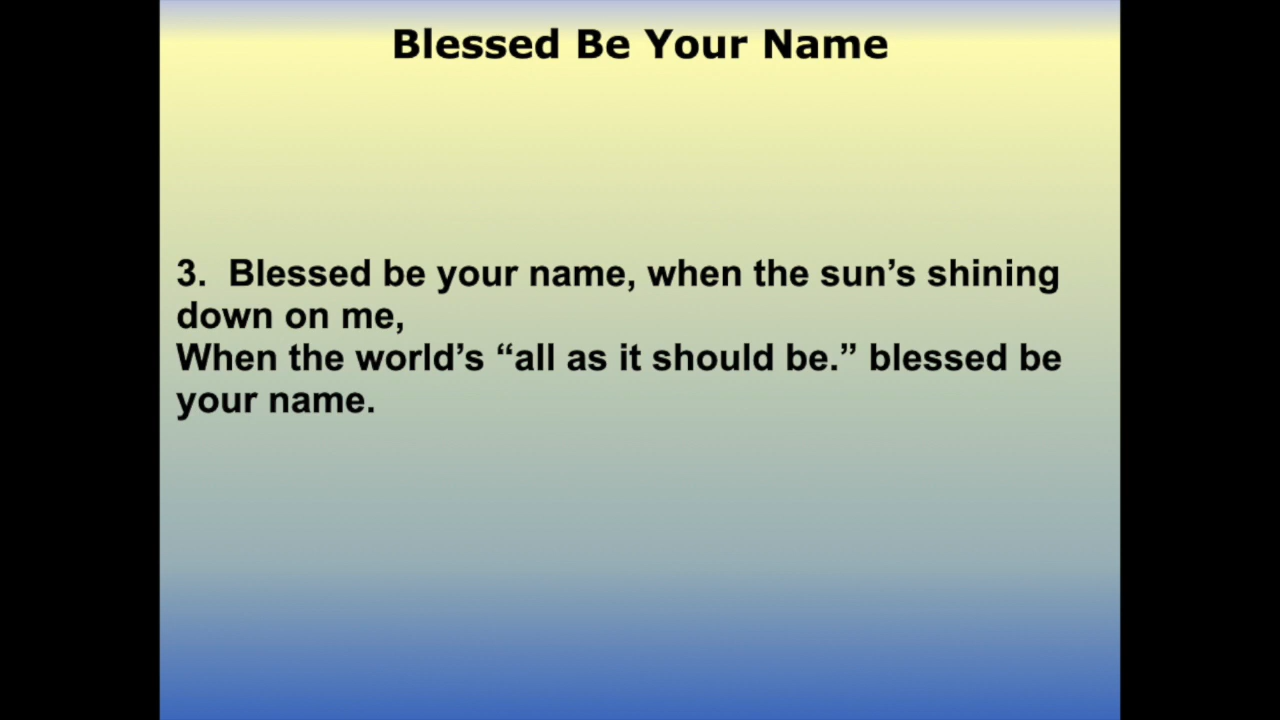 Blessed Be Your Name
3.  Blessed be your name, when the sun’s shining
down on me,
When the world’s “all as it should be.” blessed be
your name.